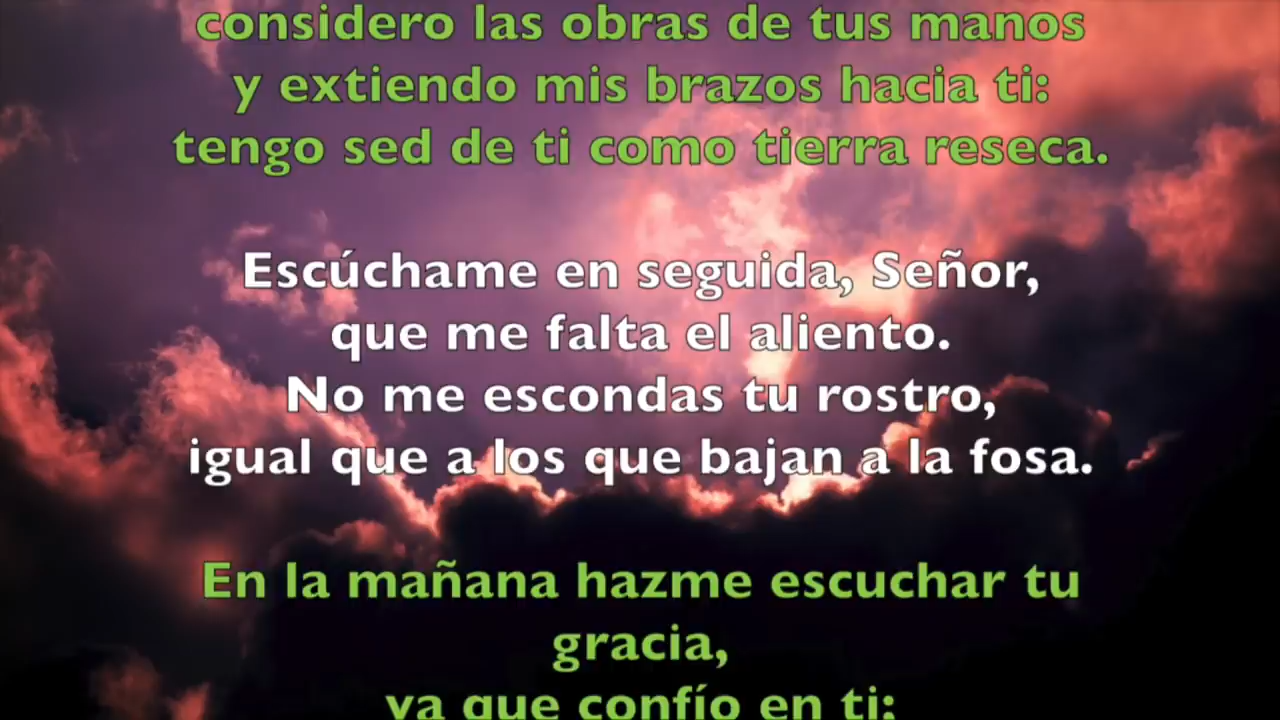 considero las obras de tus manos
y extiendo mis brazos hacia ti:
tengo sed de ti como tierra reseca.
Escúchame en seguida, Señor,
que me falta el aliento.
No me escondas tu rostro,
igual que a los que bajan a la fosa.
En la mañana hazme escuchar tu
gracia,
ya que confío en ti: